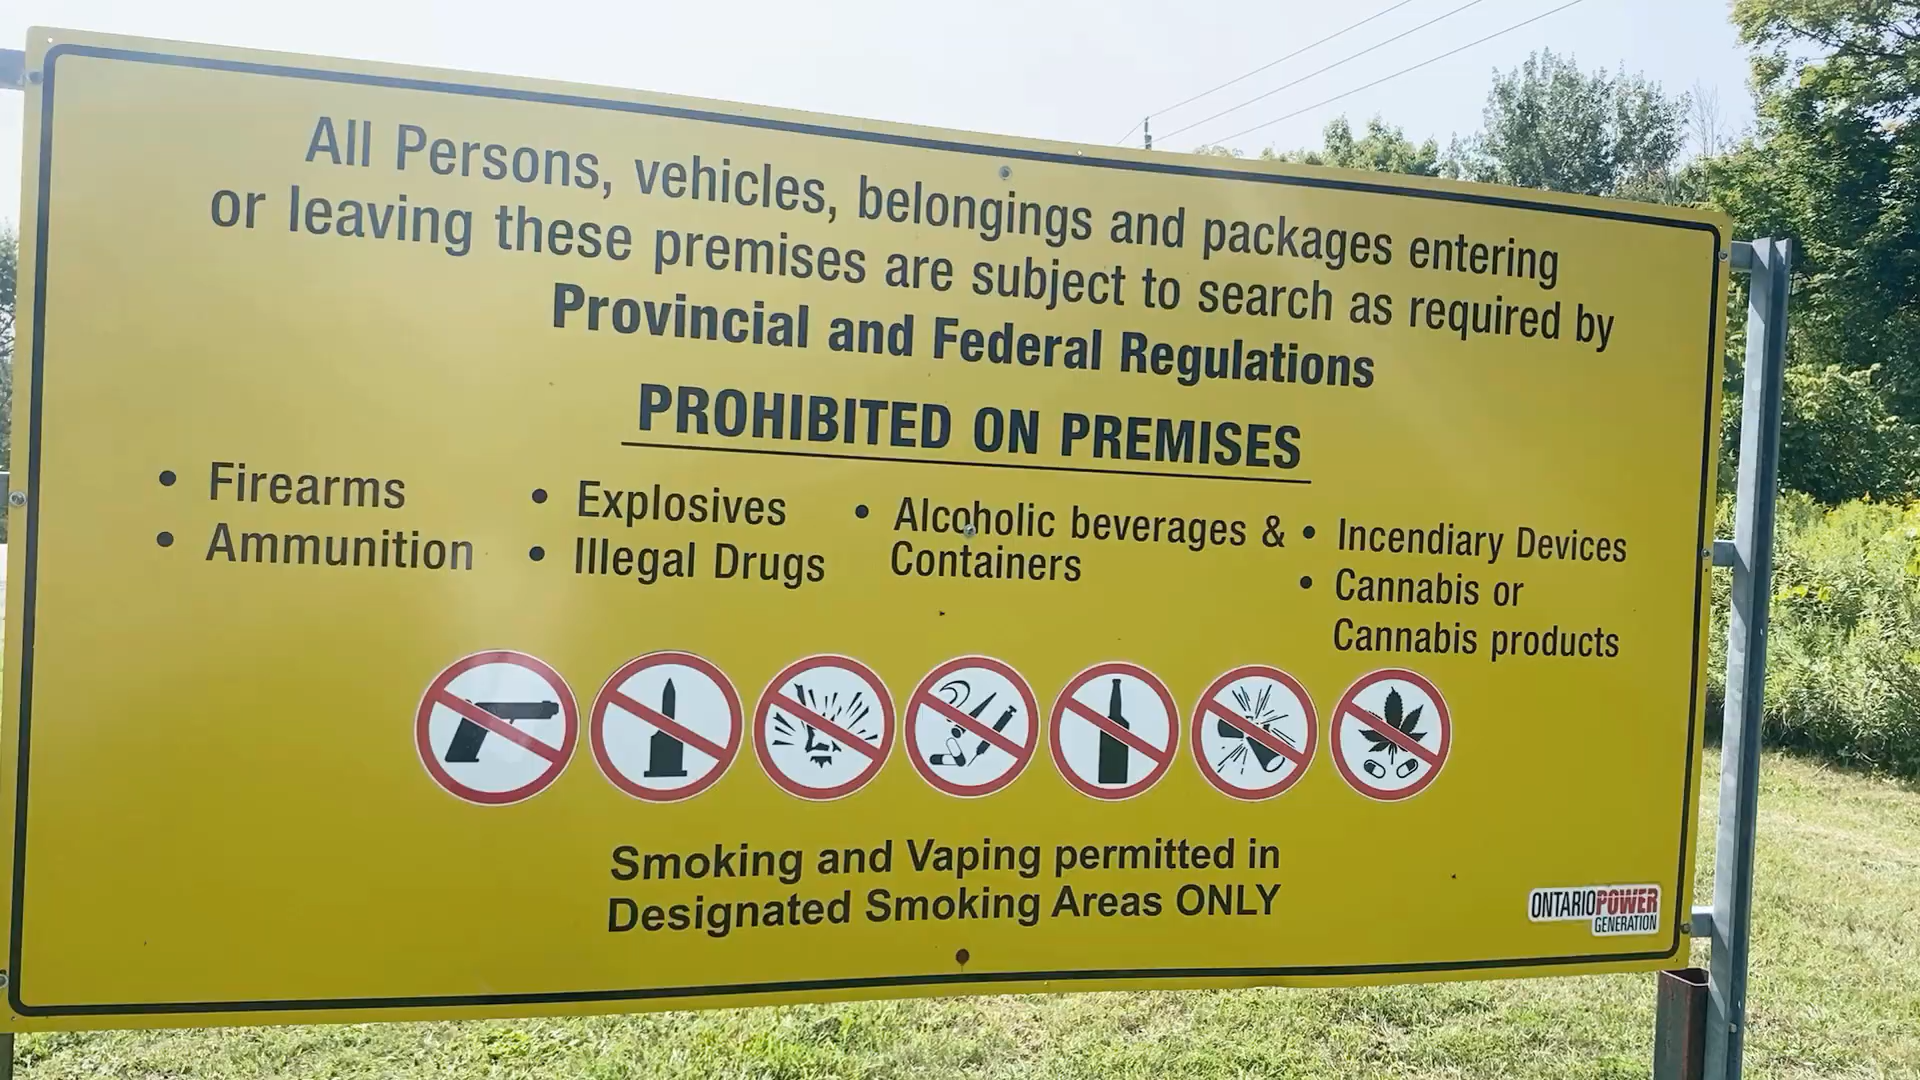 All Persons, vehicles, belongings and packages entering
or leaving these premises are subject to search as required by
Provincial and Federal Regulations
PROHIBITED ON PREMISES
• Firearms
• Ammunition
• Explosives
• Illegal Drugs
• Alcoholic beverages &
Containers
• Incendiary Devices
• Cannabis or
Cannabis products
Smoking and Vaping permitted in
Designated Smoking Areas ONLY
ONTARIOPOWER
GENERATION